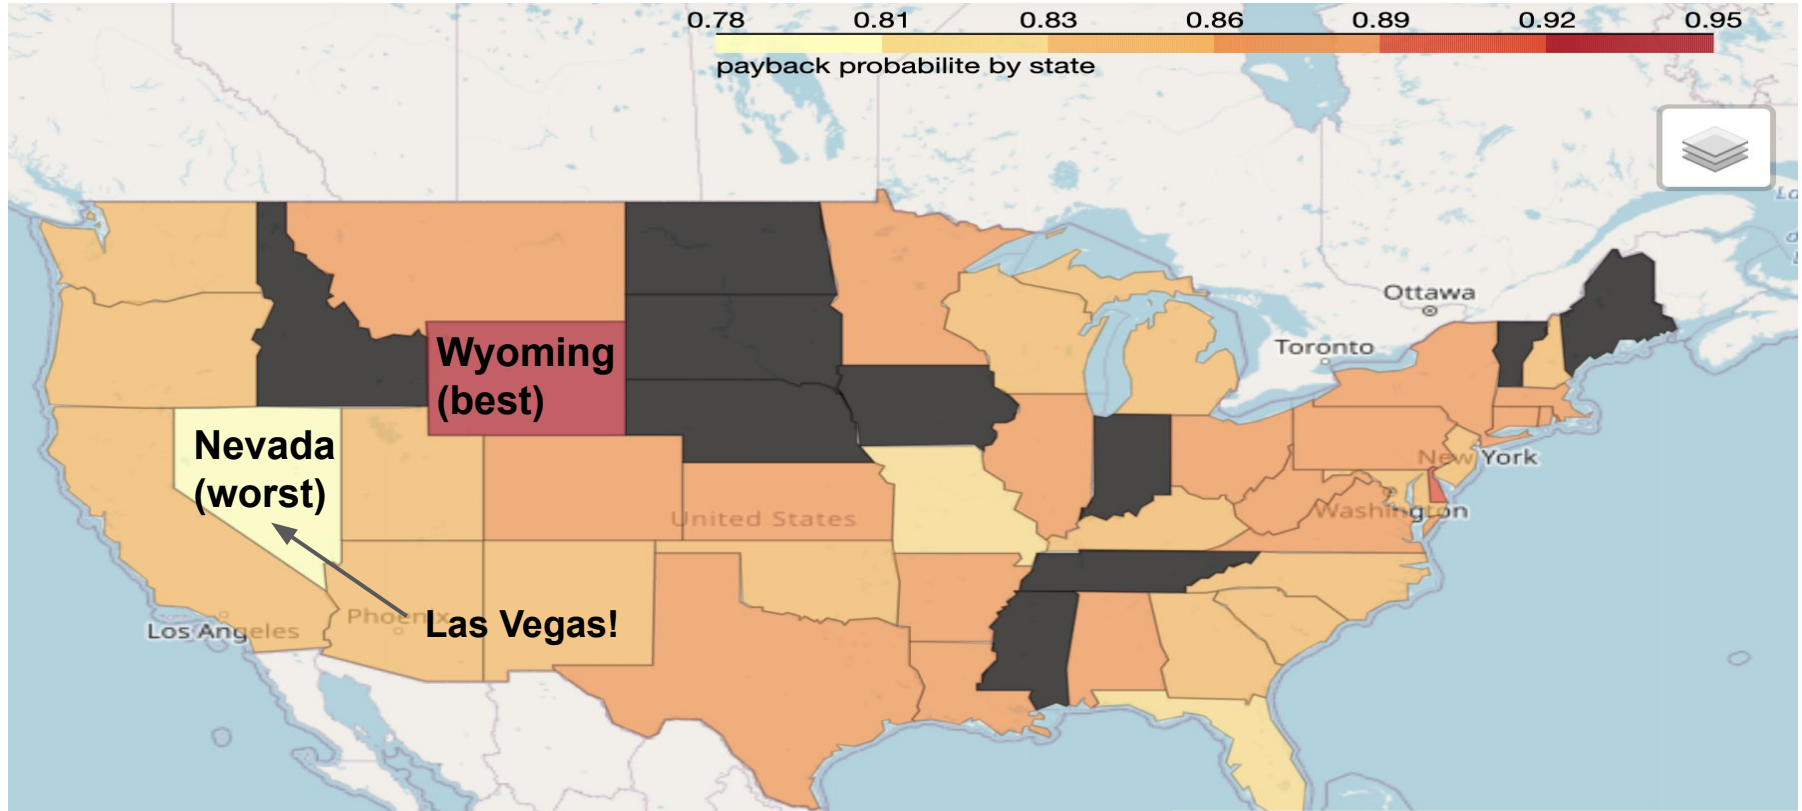 0.78 0.81 0.83 0.86 0.89 0.92 0.95
payback probabilite by state
Ottawa
Toronto
Wyoming
(best)
Nevada
(worst)
New York
United States
Washington
Phoenix
Las Vegas!
Los Angeles